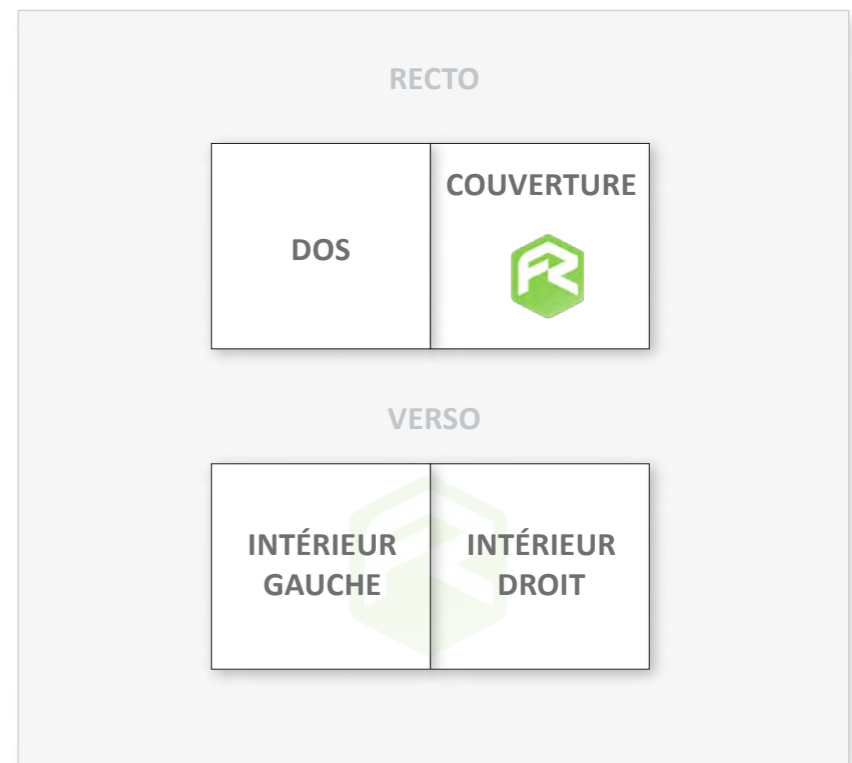 RECTO
COUVERTURE
DOS
VERSO
INTÉRIEUR
GAUCHE
INTÉRIEUR
DROIT